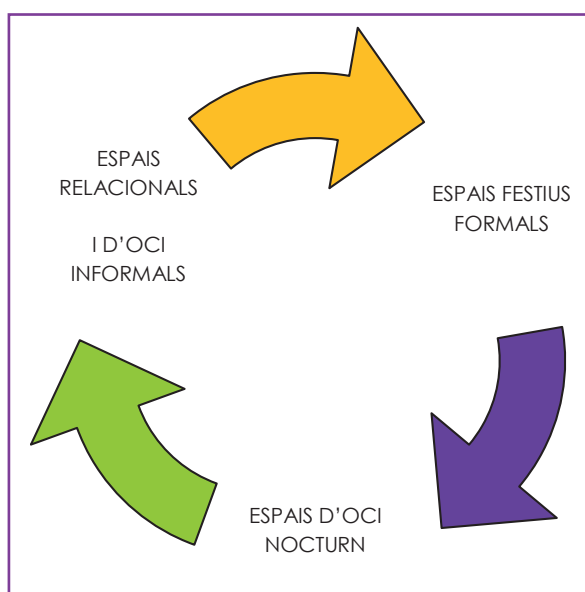 ESPAIS
RELACIONALS
I D’OCI
INFORMALS
ESPAIS FESTIUS
FORMALS
ESPAIS D’OCI
NOCTURN